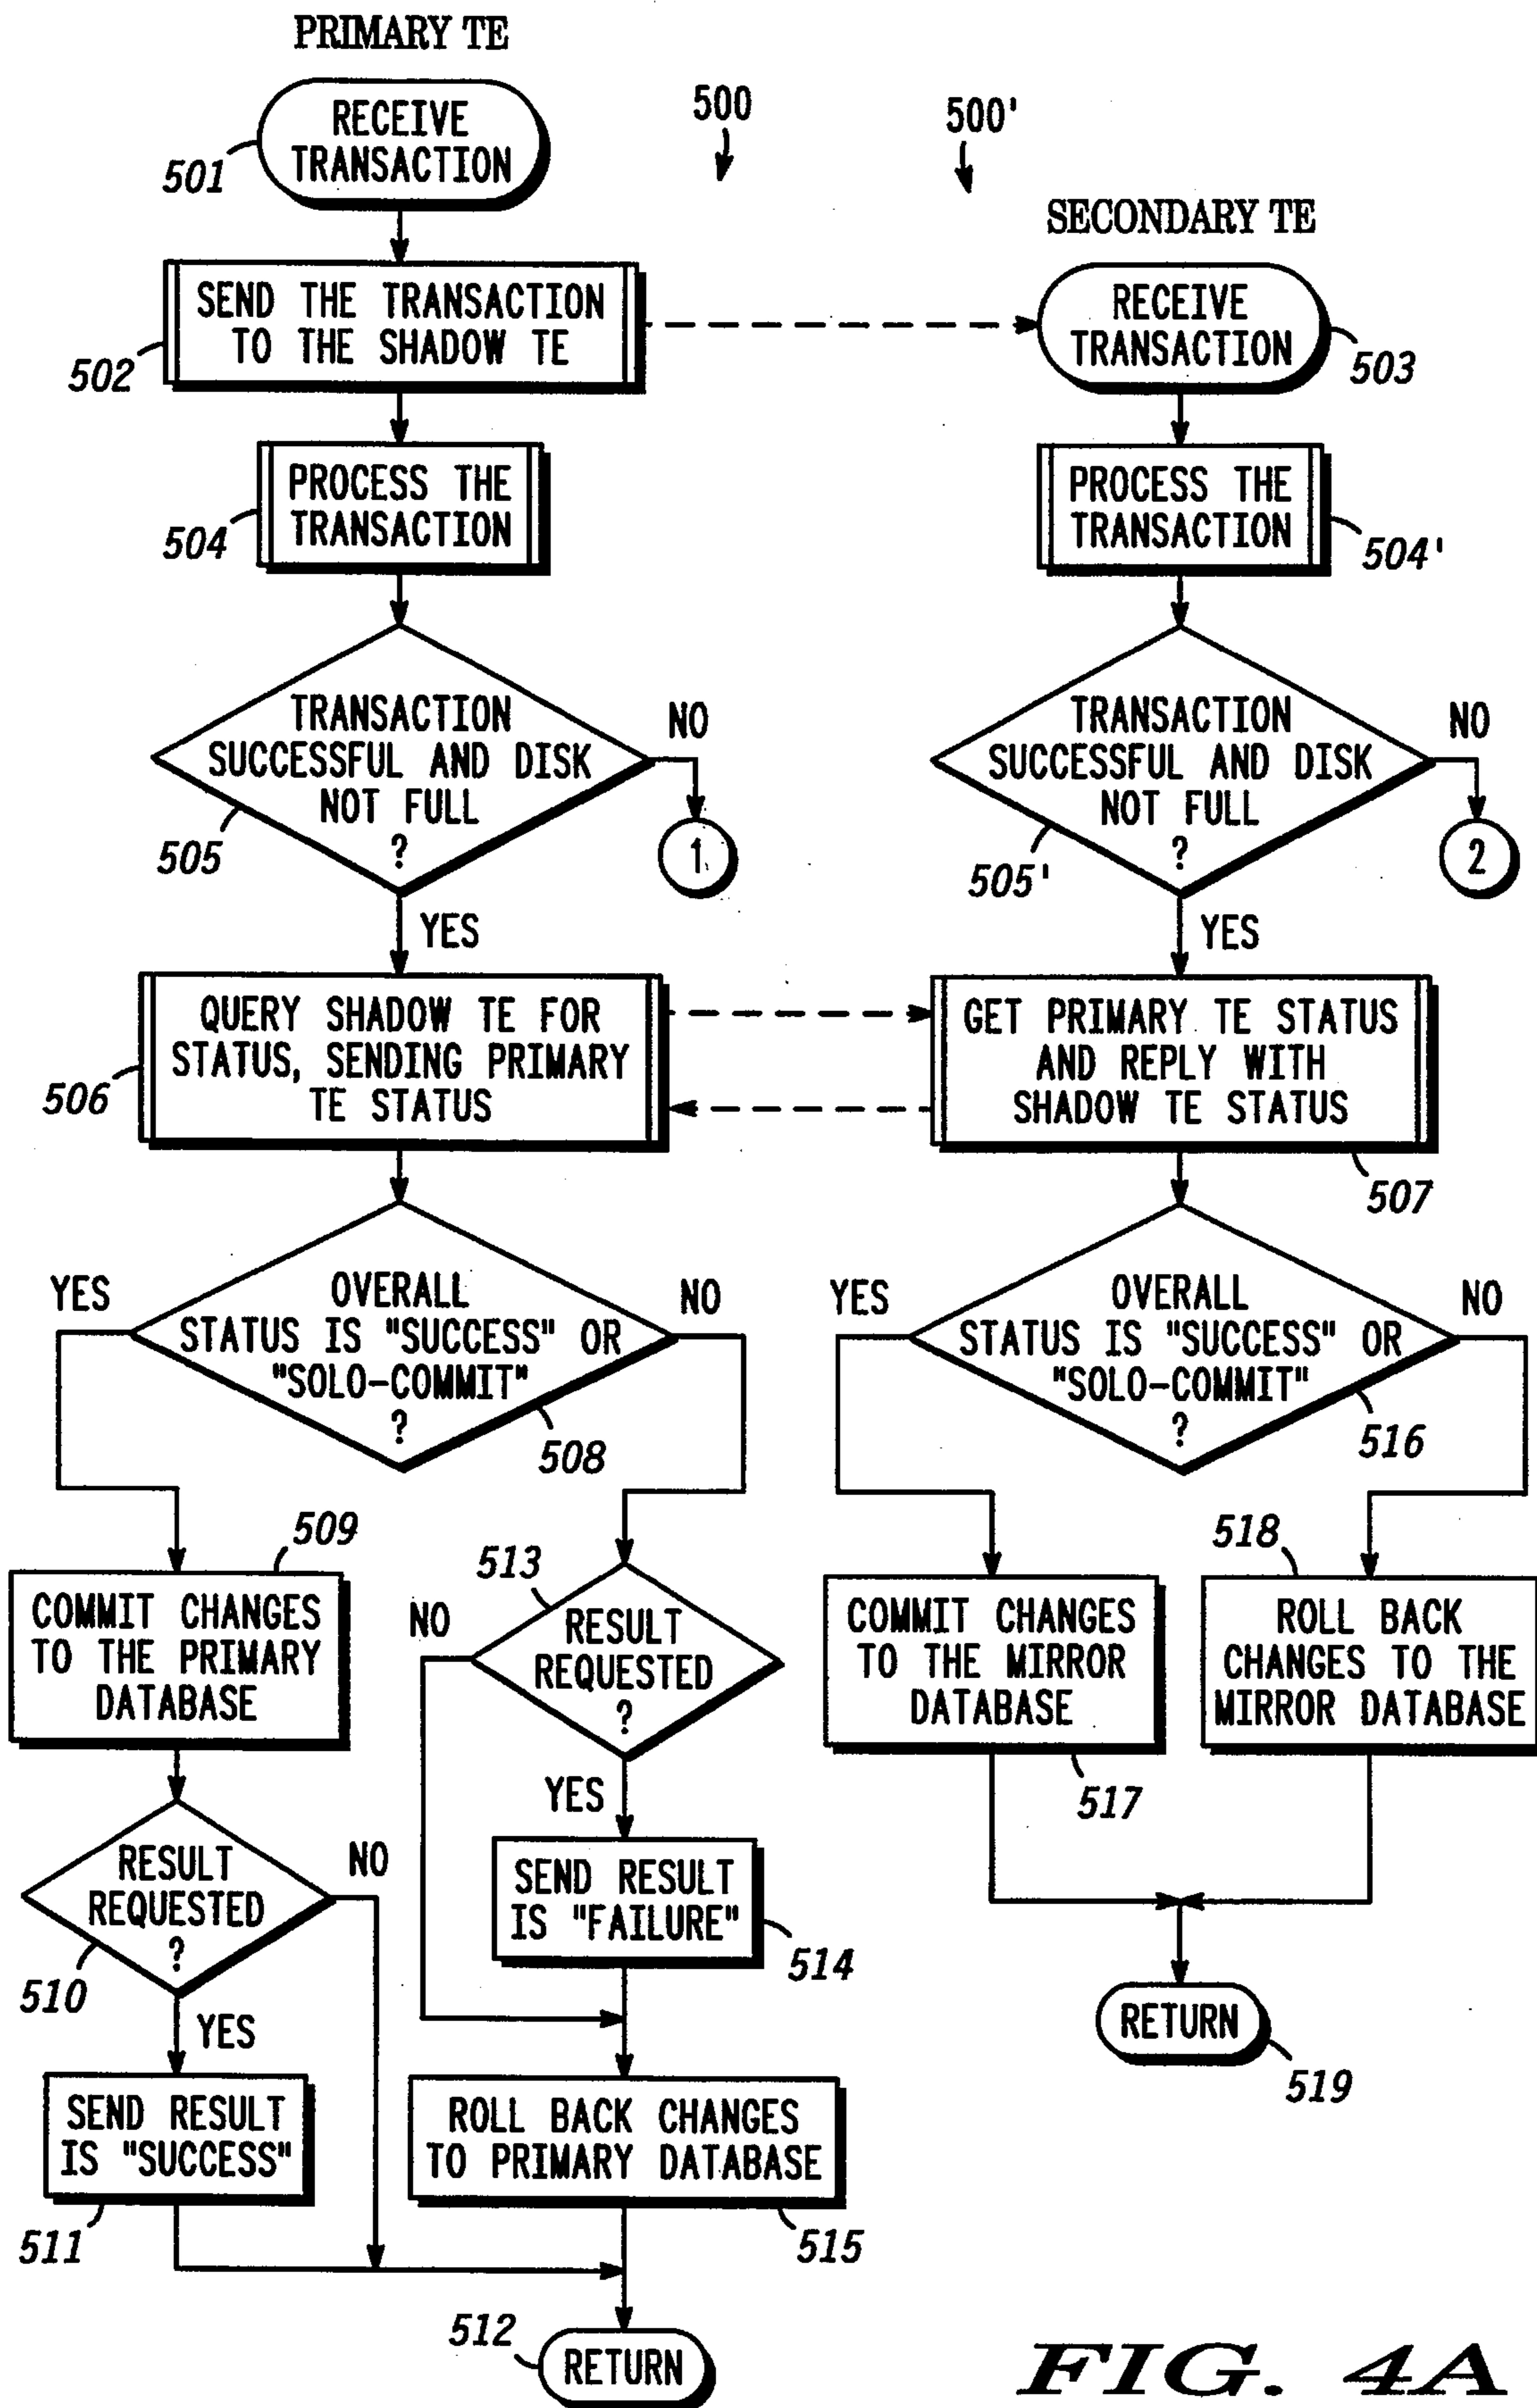 PRIMARY TE
RECEIVE
TRANSACTION
501
500
500'
SECONDARY TE
SEND THE TRANSACTION
TO THE SHADOW TE
502
RECEIVE
TRANSACTION
503
PROCESS THE
TRANSACTION
504
PROCESS THE
TRANSACTION
504'
TRANSACTION
SUCCESSFUL AND DISK
NOT FULL
?
505
NO
1
YES
TRANSACTION
SUCCESSFUL AND DISK
NOT FULL
?
505'
NO
2
YES
QUERY SHADOW TE FOR
STATUS, SENDING PRIMARY
TE STATUS
506
GET PRIMARY TE STATUS
AND REPLY WITH
SHADOW TE STATUS
507
YES
OVERALL
STATUS IS "SUCCESS" OR
"SOLO-COMMIT"
?
NO
508
YES
OVERALL
STATUS IS "SUCCESS" OR
"SOLO-COMMIT"
?
NO
516
509
COMMIT CHANGES
TO THE PRIMARY
DATABASE
513
NO
RESULT
REQUESTED
?
YES
COMMIT CHANGES
TO THE MIRROR
DATABASE
517
518
ROLL BACK
CHANGES TO THE
MIRROR DATABASE
RESULT
REQUESTED
?
NO
510
YES
SEND RESULT
IS "FAILURE"
514
RETURN
519
SEND RESULT
IS "SUCCESS"
511
ROLL BACK CHANGES
TO PRIMARY DATABASE
515
512
RETURN
FIG. 4A